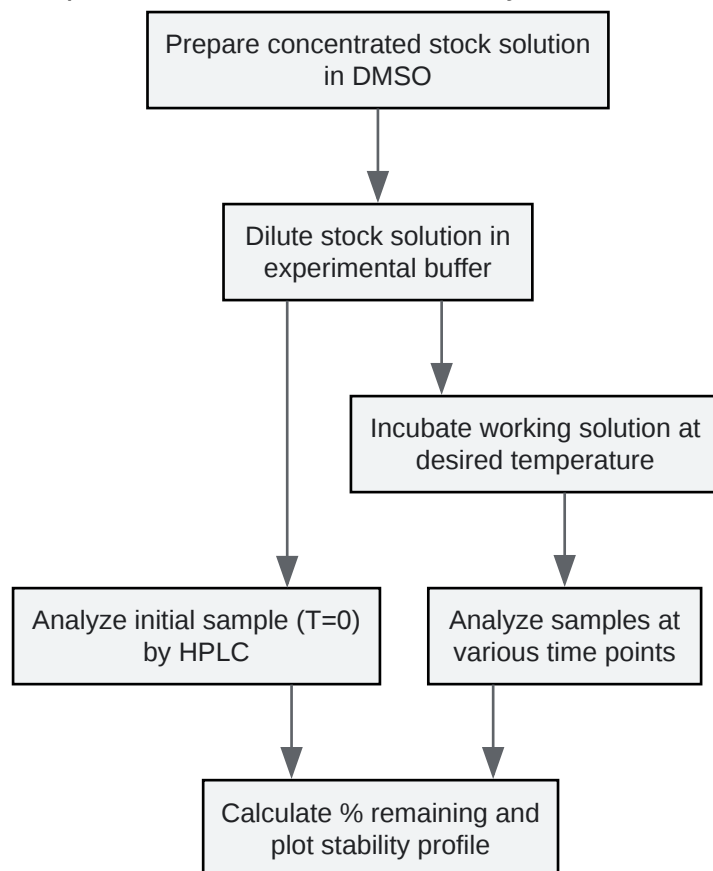 Prepare concentrated stock solution
in DMSO
Dilute stock solution in
experimental buffer
Incubate working solution at
desired temperature
Analyze initial sample (T=0)
by HPLC
Analyze samples at
various time points
Calculate % remaining and
plot stability profile